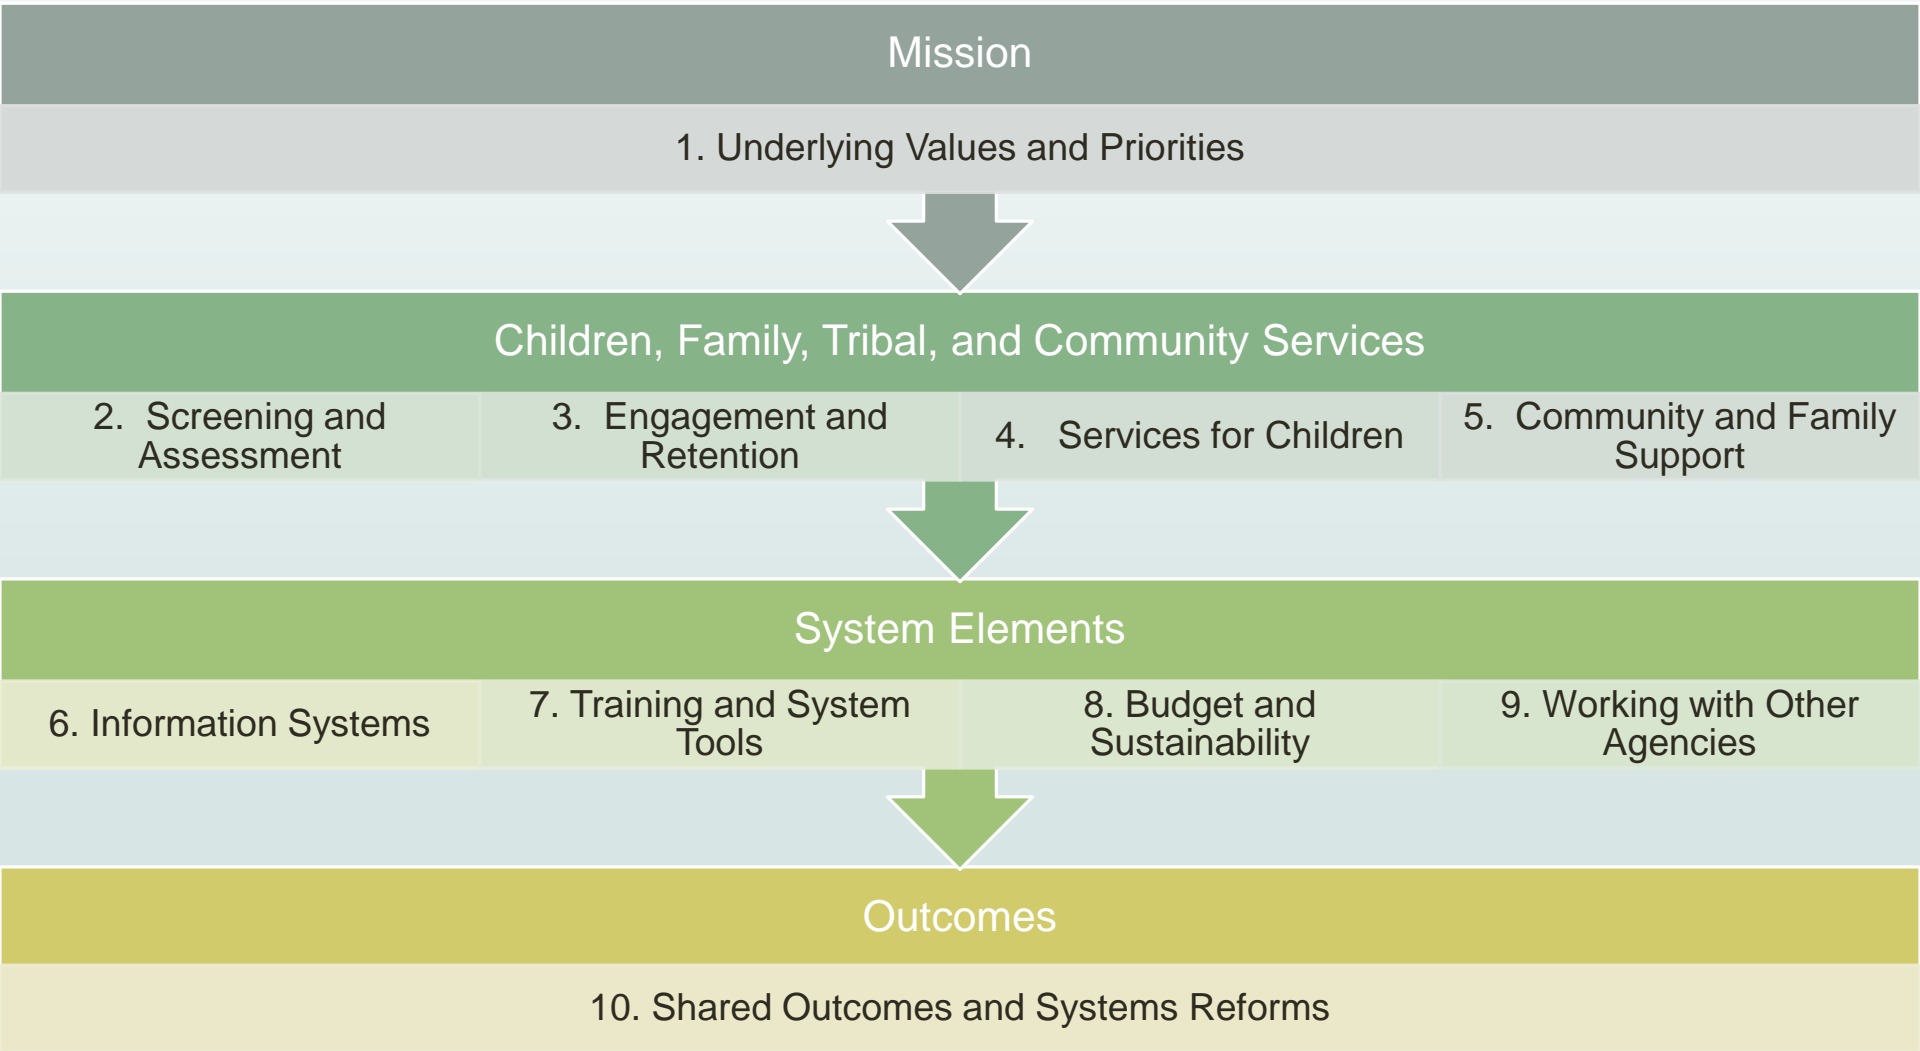 Mission
1. Underlying Values and Priorities
Children, Family, Tribal, and Community Services
2. Screening and
Assessment
3. Engagement and
Retention
4. Services for Children
5. Community and Family
Support
System Elements
6. Information Systems
7. Training and System
Tools
8. Budget and
Sustainability
9. Working with Other
Agencies
Outcomes
10. Shared Outcomes and Systems Reforms